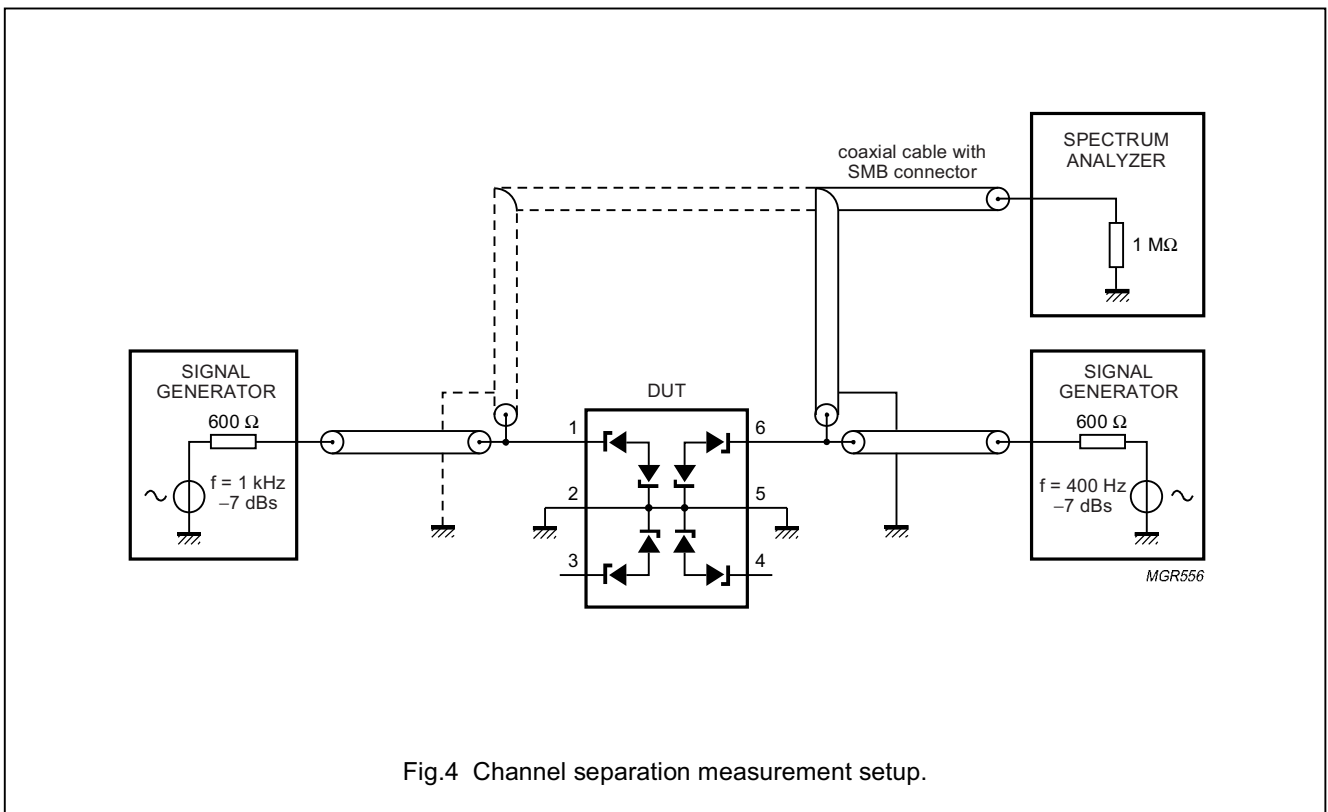 SPECTRUM
ANALYZER
coaxial cable with
SMB connector
1 MΩ
SIGNAL
GENERATOR
600 Ω
f = 1 kHz
−7 dBs
DUT
1
2
3
6
5
4
SIGNAL
GENERATOR
600 Ω
f = 400 Hz
−7 dBs
MGR556
Fig.4 Channel separation measurement setup.